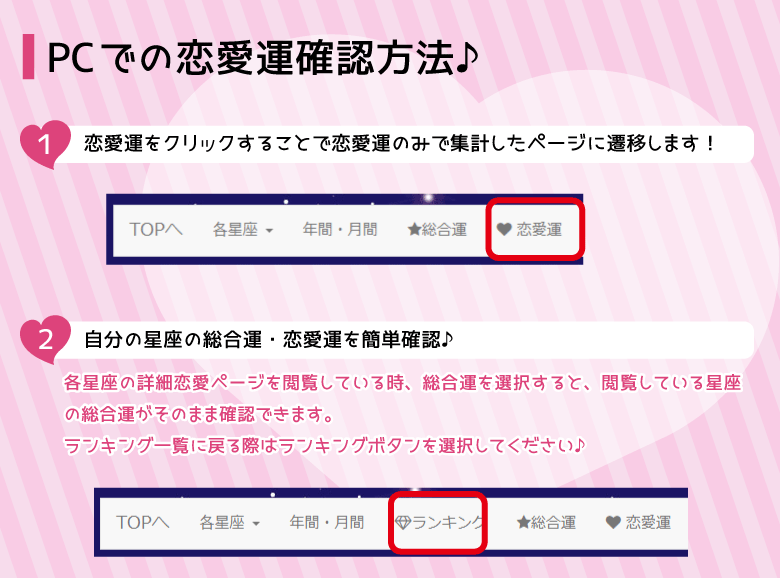 PCでの恋愛運確認方法♪
1 恋愛運をクリックすることで恋愛運のみで集計したページに遷移します！
TOPへ 各星座 年間・月間 ★総合運 ♥ 恋愛運
2 自分の星座の総合運・恋愛運を簡単確認♪
各星座の詳細恋愛ページを閲覧している時、総合運を選択すると、閲覧している星座
の総合運がそのまま確認できます。
ランキング一覧に戻る際はランキングボタンを選択してください♪
TOPへ 各星座 年間・月間 ランキング ★総合運 ♥ 恋愛運